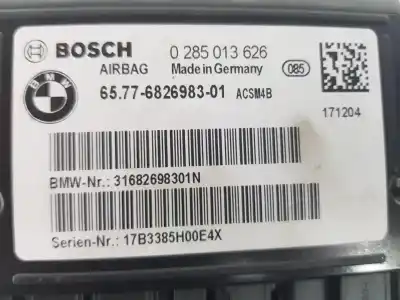 BOSCH 0 285 013 626
AIRBAG Made in Germany 085
BMW 65.77-6826983-01 ACSM4B
171204
BMW-Nr.: 31682698301N
Serien-Nr.: 17B3385H00E4X